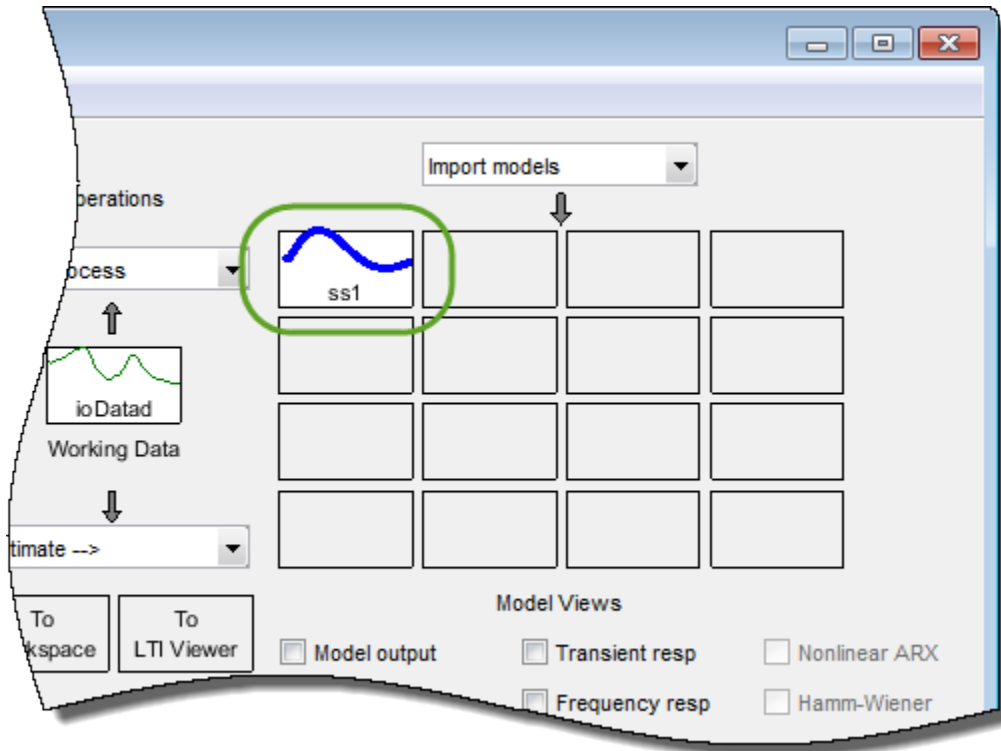 Import models
perations
ocess
ss1
ioDatad
Working Data
timate -->
To
kspace
To
LTI Viewer
Model Views
Model output
Transient resp
Nonlinear ARX
Frequency resp
Hamm-Wiener